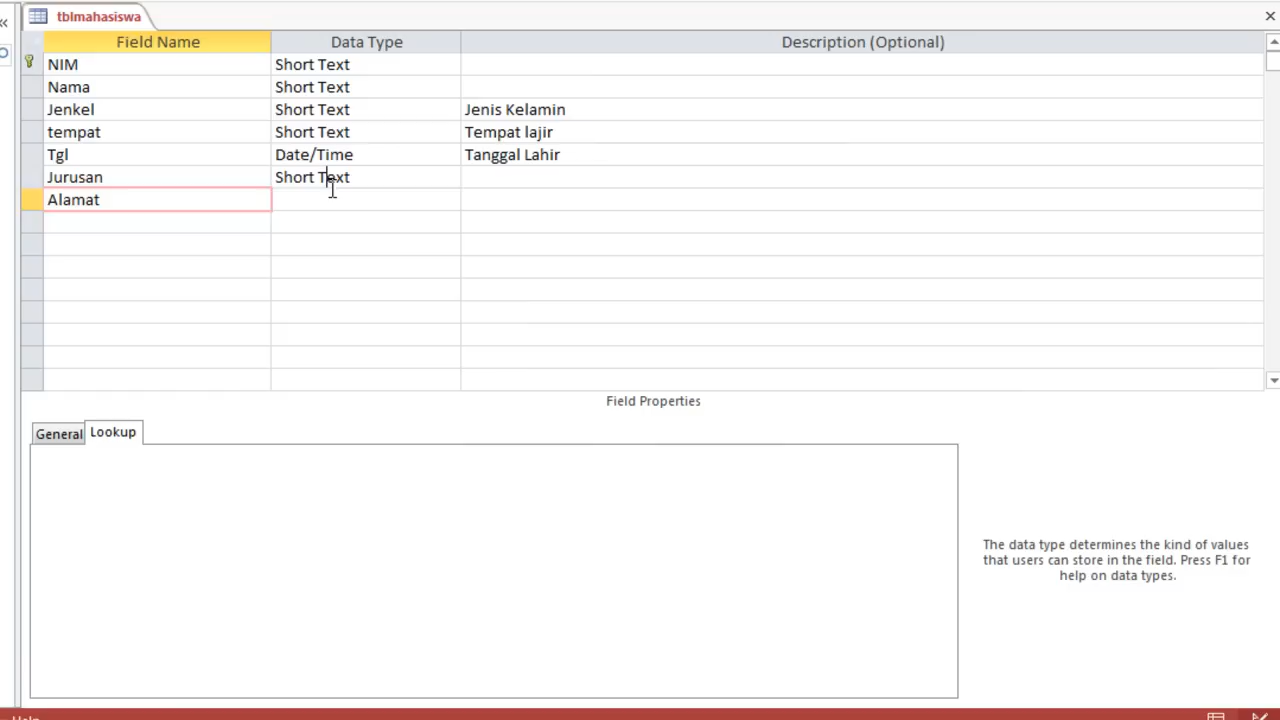 tblmahasiswa
Field Name Data Type Description (Optional)
NIM Short Text
Nama Short Text
Jenkel Short Text Jenis Kelamin
tempat Short Text Tempat lajir
Tgl Date/Time Tanggal Lahir
Jurusan Short Text
Alamat
Field Properties
General Lookup
The data type determines the kind of values
that users can store in the field. Press F1 for
help on data types.
Help